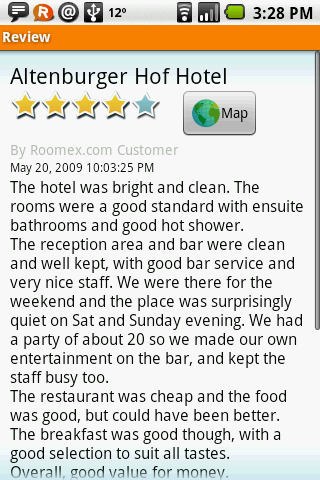 12°
3:28 PM
Review
Altenburger Hof Hotel
Map
By Roomex.com Customer
May 20, 2009 10:03:25 PM
The hotel was bright and clean. The
rooms were a good standard with ensuite
bathrooms and good hot shower.
The reception area and bar were clean
and well kept, with good bar service and
very nice staff. We were there for the
weekend and the place was surprisingly
quiet on Sat and Sunday evening. We had
a party of about 20 so we made our own
entertainment on the bar, and kept the
staff busy too.
The restaurant was cheap and the food
was good, but could have been better.
The breakfast was good though, with a
good selection to suit all tastes.
Overall, good value for money.